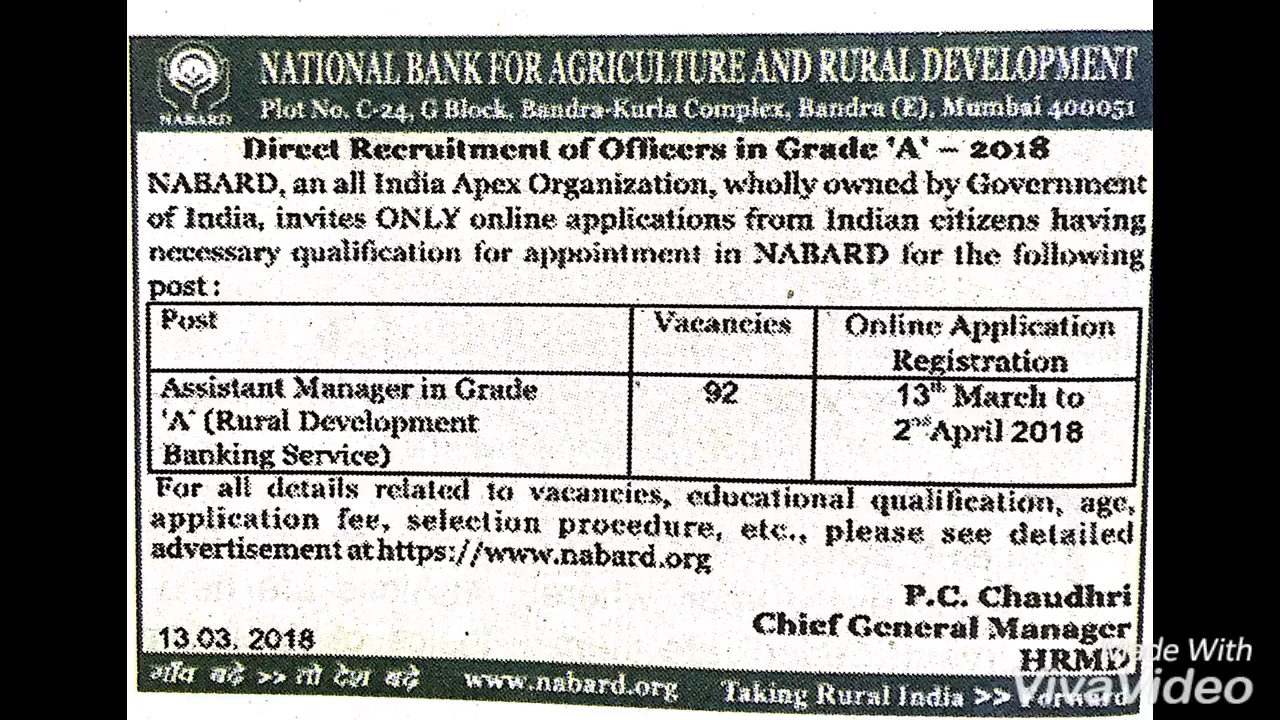 NATIONAL BANK FOR AGRICULTURE AND RURAL DEVELOPMENT
Plot No. C-24, G Block, Bandra-Kurla Complex, Bandra (E), Mumbai 400051
NABARD
Direct Recruitment of Officers in Grade 'A' – 2018
NABARD, an all India Apex Organization, wholly owned by Government
of India, invites ONLY online applications from Indian citizens having
necessary qualification for appointment in NABARD for the following
post :
Post Vacancies Online Application
Registration
Assistant Manager in Grade 92 13th March to
'A' (Rural Development 2nd April 2018
Banking Service)
For all details related to vacancies, educational qualification, age,
application fee, selection procedure, etc., please see detailed
advertisement at https://www.nabard.org
P.C. Chaudhri
Chief General Manager
13.03. 2018 HRMD
गाँव बढ़े >> तो देश बढ़े www.nabard.org Taking Rural India >> Forward
Made With
VivaVideo